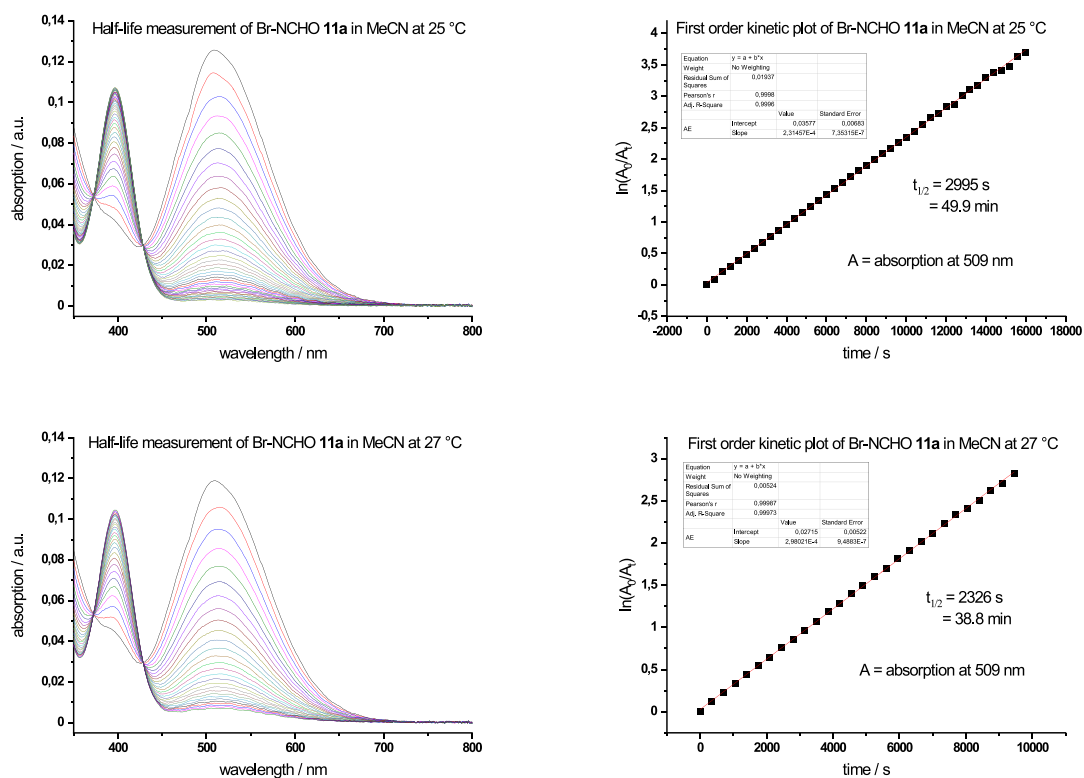 Half-life measurement of Br-NCHO 11a in MeCN at 25 °C
0,14
0,12
0,10
0,08
0,06
0,04
0,02
0
absorption / a.u.
400 500 600 700 800
wavelength / nm
First order kinetic plot of Br-NCHO 11a in MeCN at 25 °C
4
3,5
3
2,5
2
1,5
1
0,5
0
-0,5
ln(A0/At)
Equation y = a + b*x
Weight No Weighting
Residual Sum of Squares 0,01937
Pearson's r 0,9998
Adj. R-Square 0,9996
Value Standard Error
AE Intercept 0,03577 0,00683
Slope 2,31457E-4 7,35315E-7
t1/2 = 2995 s
= 49.9 min
A = absorption at 509 nm
-2000 0 2000 4000 6000 8000 10000 12000 14000 16000 18000
time / s
Half-life measurement of Br-NCHO 11a in MeCN at 27 °C
0,14
0,12
0,10
0,08
0,06
0,04
0,02
0
absorption / a.u.
400 500 600 700 800
wavelength / nm
First order kinetic plot of Br-NCHO 11a in MeCN at 27 °C
3
2,5
2
1,5
1
0,5
0
ln(A0/At)
Equation y = a + b*x
Weight No Weighting
Residual Sum of Squares 0,00524
Pearson's r 0,99987
Adj. R-Square 0,99973
Value Standard Error
AE Intercept 0,02715 0,00522
Slope 2,98021E-4 9,4883E-7
t1/2 = 2326 s
= 38.8 min
A = absorption at 509 nm
0 2000 4000 6000 8000 10000
time / s